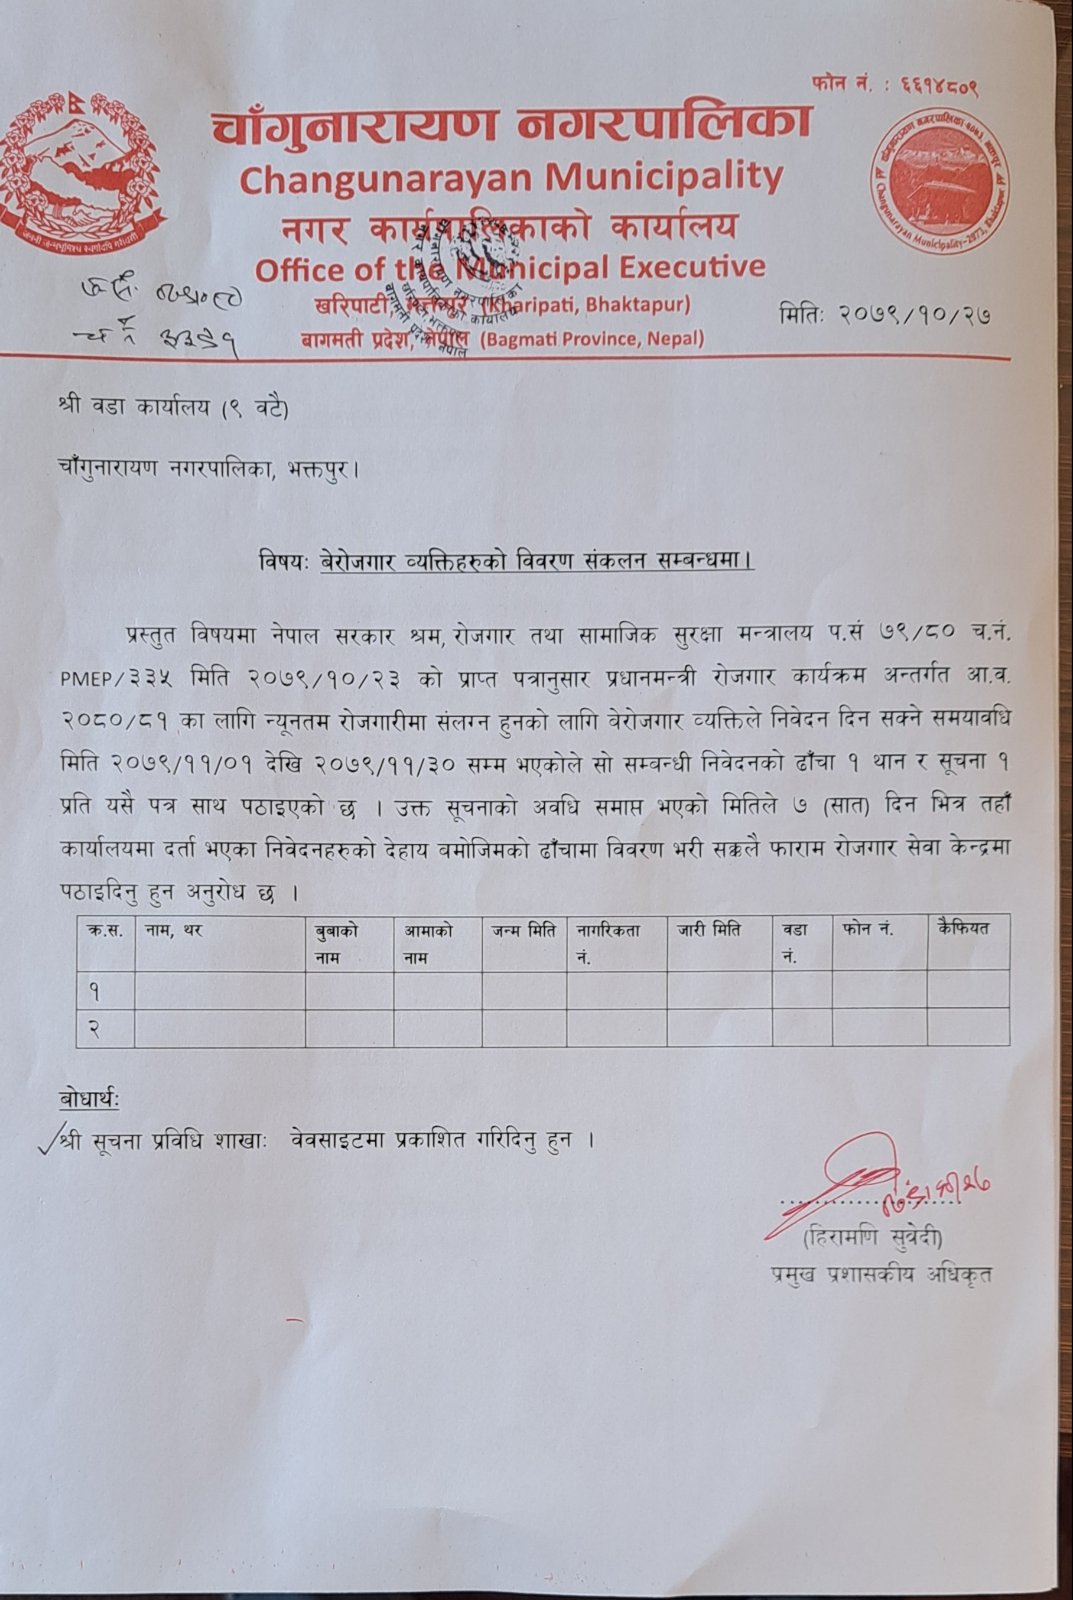 फोन नं. : ६६१४८०९
चाँगुनारायण नगरपालिका
Changunarayan Municipality
नगर कार्यपालिकाको कार्यालय
Office of the Municipal Executive
खरिपाटी, भक्तपुर (Kharipati, Bhaktapur)
बागमती प्रदेश, नेपाल (Bagmati Province, Nepal)
मितिः २०७९/१०/२७
श्री वडा कार्यालय (९ वटै)
चाँगुनारायण नगरपालिका, भक्तपुर।
विषयः बेरोजगार व्यक्तिहरुको विवरण संकलन सम्बन्धमा।
प्रस्तुत विषयमा नेपाल सरकार श्रम, रोजगार तथा सामाजिक सुरक्षा मन्त्रालय प.सं ७९/८० च.नं.
PMEP/३३५ मिति २०७९/१०/२३ को प्राप्त पत्रानुसार प्रधानमन्त्री रोजगार कार्यक्रम अन्तर्गत आ.व.
२०८०/८१ का लागि न्यूनतम रोजगारीमा संलग्न हुनको लागि बेरोजगार व्यक्तिले निवेदन दिन सक्ने समयावधि
मिति २०७९/११/०१ देखि २०७९/११/३० सम्म भएकोले सो सम्बन्धी निवेदनको ढाँचा १ थान र सूचना १
प्रति यसै पत्र साथ पठाइएको छ । उक्त सूचनाको अवधि समाप्त भएको मितिले ७ (सात) दिन भित्र तहाँ
कार्यालयमा दर्ता भएका निवेदनहरुको देहाय बमोजिमको ढाँचामा विवरण भरी सक्कलै फाराम रोजगार सेवा केन्द्रमा
पठाइदिनु हुन अनुरोध छ ।
क्र.स. नाम, थर बुबाको नाम आमाको नाम जन्म मिति नागरिकता नं. जारी मिति वडा नं. फोन नं. कैफियत
१
२
बोधार्थः
श्री सूचना प्रविधि शाखाः वेवसाइटमा प्रकाशित गरिदिनु हुन ।
(हिरामणि सुवेदी)
प्रमुख प्रशासकीय अधिकृत